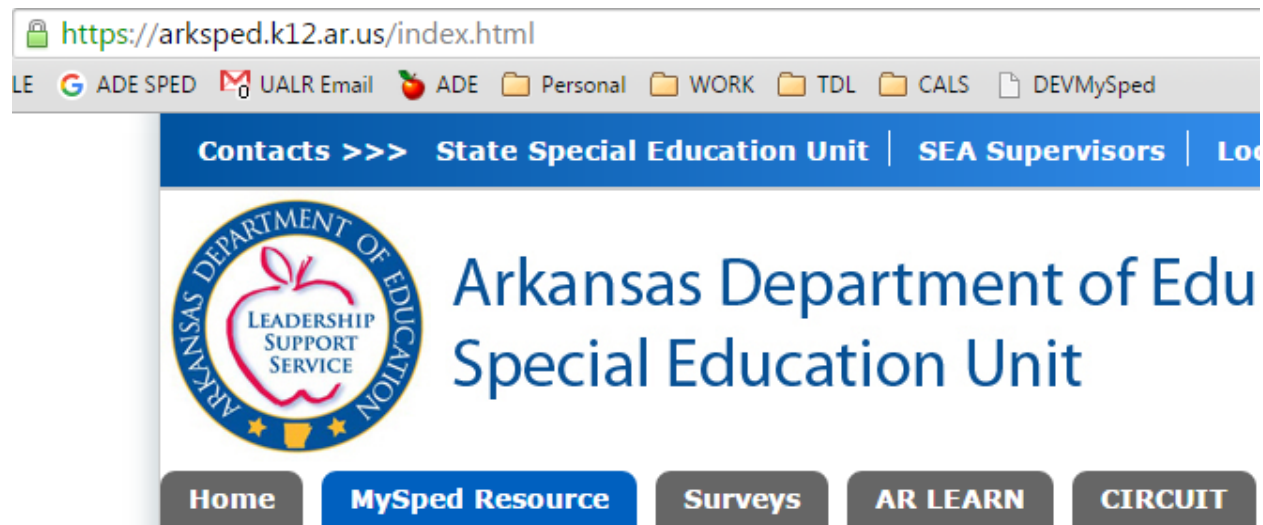 https://arksped.k12.ar.us/index.html
LE ADE SPED UALR Email ADE Personal WORK TDL CALS DEVMySped
Contacts >>> State Special Education Unit | SEA Supervisors | Loc
ARKANSAS DEPARTMENT OF EDUCATION
LEADERSHIP
SUPPORT
SERVICE
Arkansas Department of Edu
Special Education Unit
Home MySped Resource Surveys AR LEARN CIRCUIT